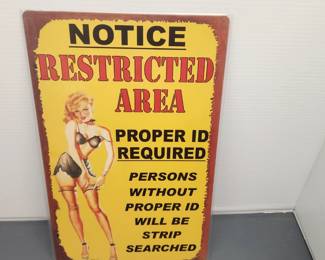 NOTICE
RESTRICTED
AREA
PROPER ID
REQUIRED
PERSONS
WITHOUT
PROPER ID
WILL BE
STRIP
SEARCHED